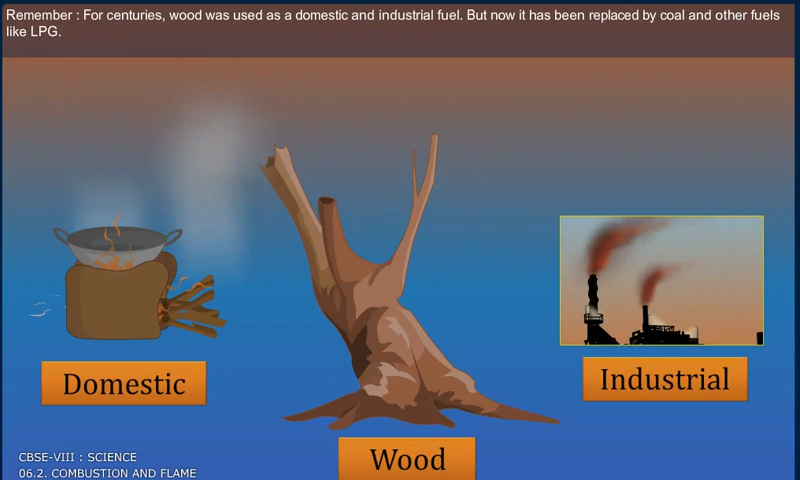 Remember : For centuries, wood was used as a domestic and industrial fuel. But now it has been replaced by coal and other fuels
like LPG.
Domestic
Industrial
Wood
CBSE-VIII : SCIENCE
06.2. COMBUSTION AND FLAME